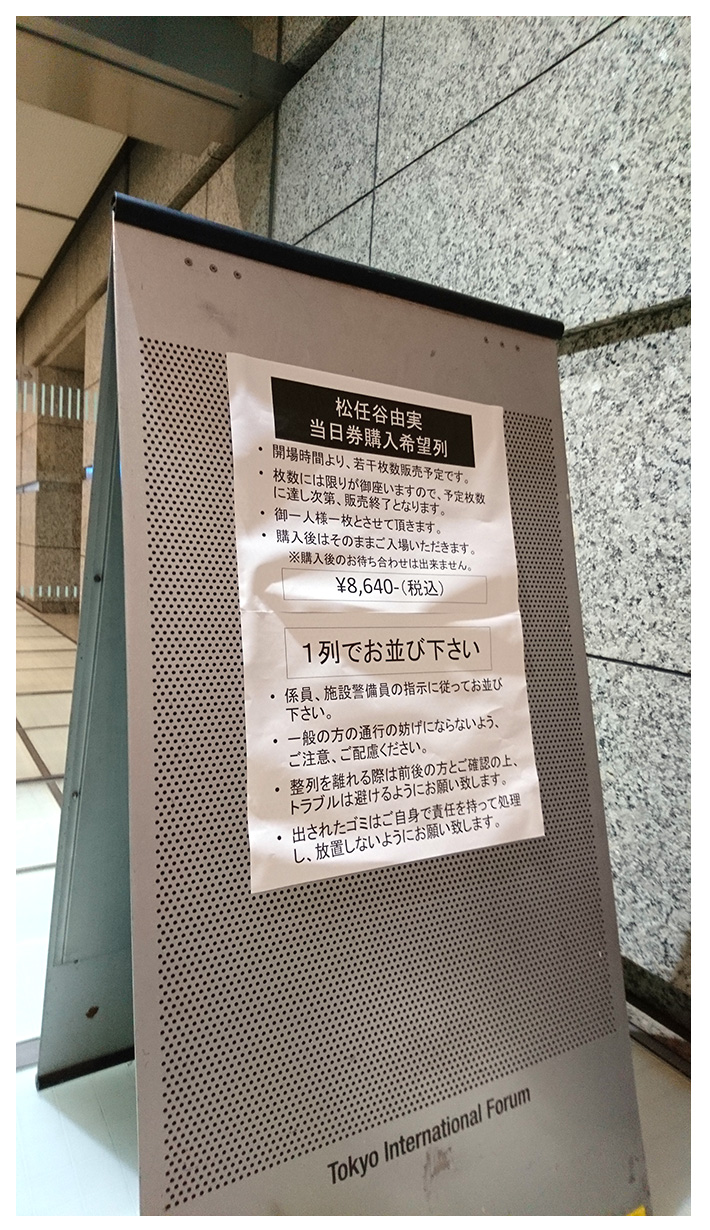 松任谷由実
当日券購入希望列
・開場時間より、若干枚数販売予定です。
・枚数には限りが御座いますので、予定枚数
に達し次第、販売終了となります。
・御一人様一枚とさせて頂きます。
・購入後はそのままご入場いただきます。
※購入後のお待ち合わせは出来ません。
¥8,640-(税込)
1列でお並び下さい
・係員、施設警備員の指示に従ってお並び
下さい。
・一般の方の通行の妨げにならないよう、
ご注意、ご配慮ください。
・整列を離れる際は前後の方とご確認の上、
トラブルは避けるようにお願い致します。
・出されたゴミはご自身で責任を持って処理
し、放置しないようにお願い致します。
Tokyo International Forum